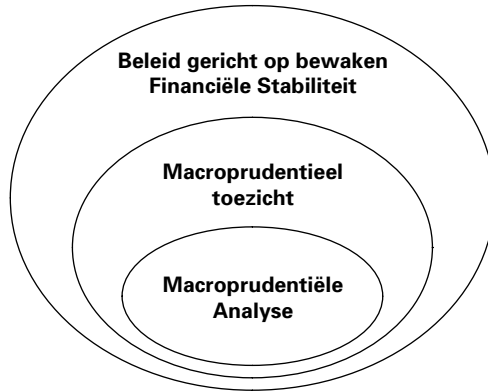 Beleid gericht op bewaken
Financiële Stabiliteit
Macroprudentieel
toezicht
Macroprudentiële
Analyse